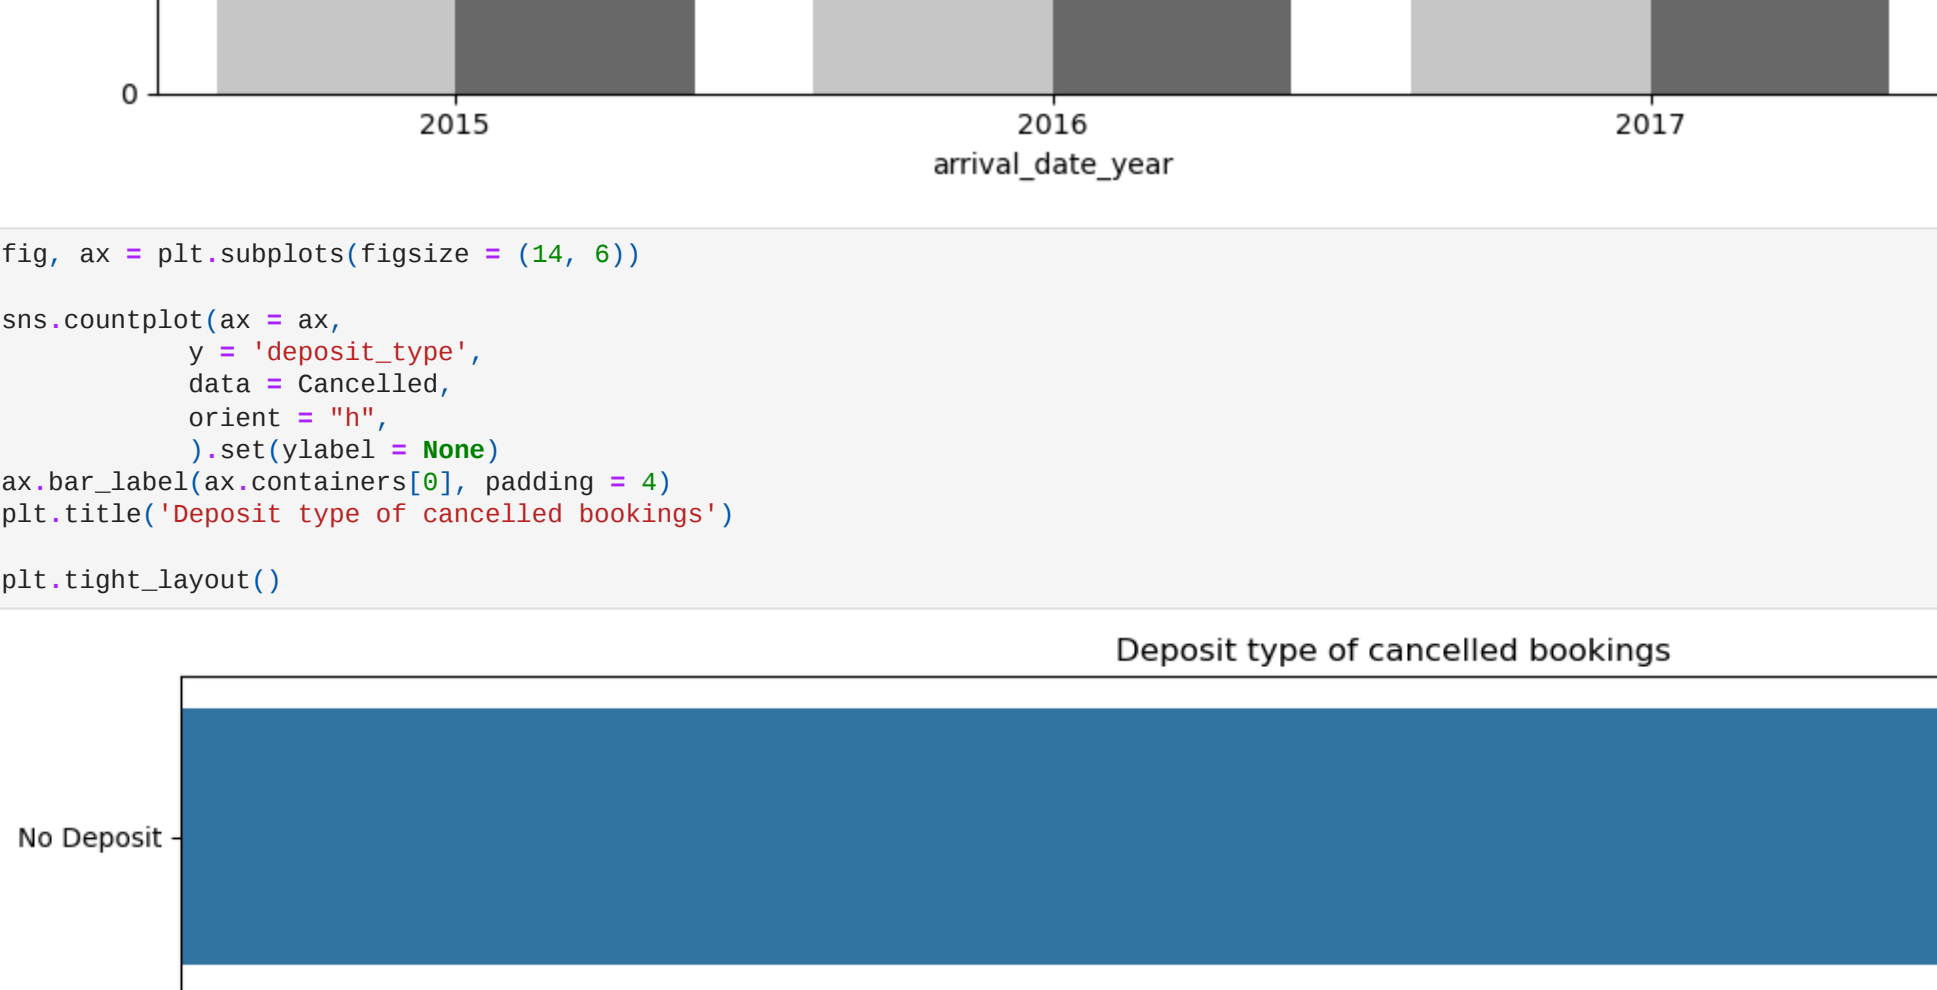 0
2015 2016 2017
arrival_date_year
fig, ax = plt.subplots(figsize = (14, 6))
sns.countplot(ax = ax,
y = 'deposit_type',
data = Cancelled,
orient = "h",
).set(ylabel = None)
ax.bar_label(ax.containers[0], padding = 4)
plt.title('Deposit type of cancelled bookings')
plt.tight_layout()
Deposit type of cancelled bookings
No Deposit